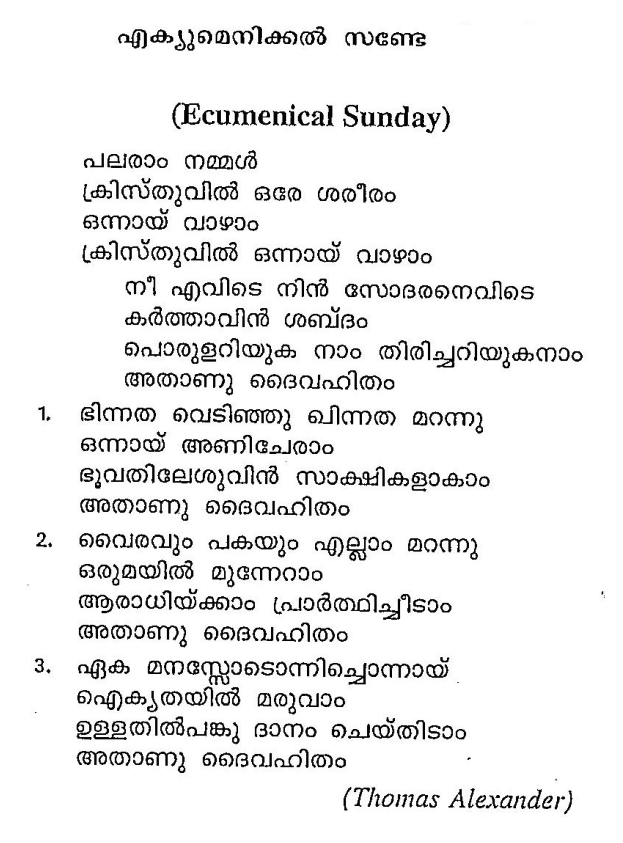 എക്യുമെനിക്കൽ സണ്ടേ
(Ecumenical Sunday)
പലരാം നമ്മൾ
ക്രിസ്തുവിൽ ഒരേ ശരീരം
ഒന്നായ് വാഴാം
ക്രിസ്തുവിൽ ഒന്നായ് വാഴാം
നീ എവിടെ നിൻ സോദരനെവിടെ
കർത്താവിൻ ശബ്ദം
പൊരുളറിയുക നാം തിരിച്ചറിയുകനാം
അതാണു ദൈവഹിതം
1. ഭിന്നത വെടിഞ്ഞു ഖിന്നത മറന്നു
ഒന്നായ് അണിചേരാം
ഭൂവതിലേശുവിൻ സാക്ഷികളാകാം
അതാണു ദൈവഹിതം
2. വൈരവും പകയും എല്ലാം മറന്നു
ഒരുമയിൽ മുന്നേറാം
ആരാധിയ്ക്കാം പ്രാർത്ഥിച്ചീടാം
അതാണു ദൈവഹിതം
3. ഏക മനസ്സോടൊന്നിച്ചൊന്നായ്
ഐക്യതയിൽ മരുവാം
ഉള്ളതിൽപങ്കു ദാനം ചെയ്തിടാം
അതാണു ദൈവഹിതം
(Thomas Alexander)